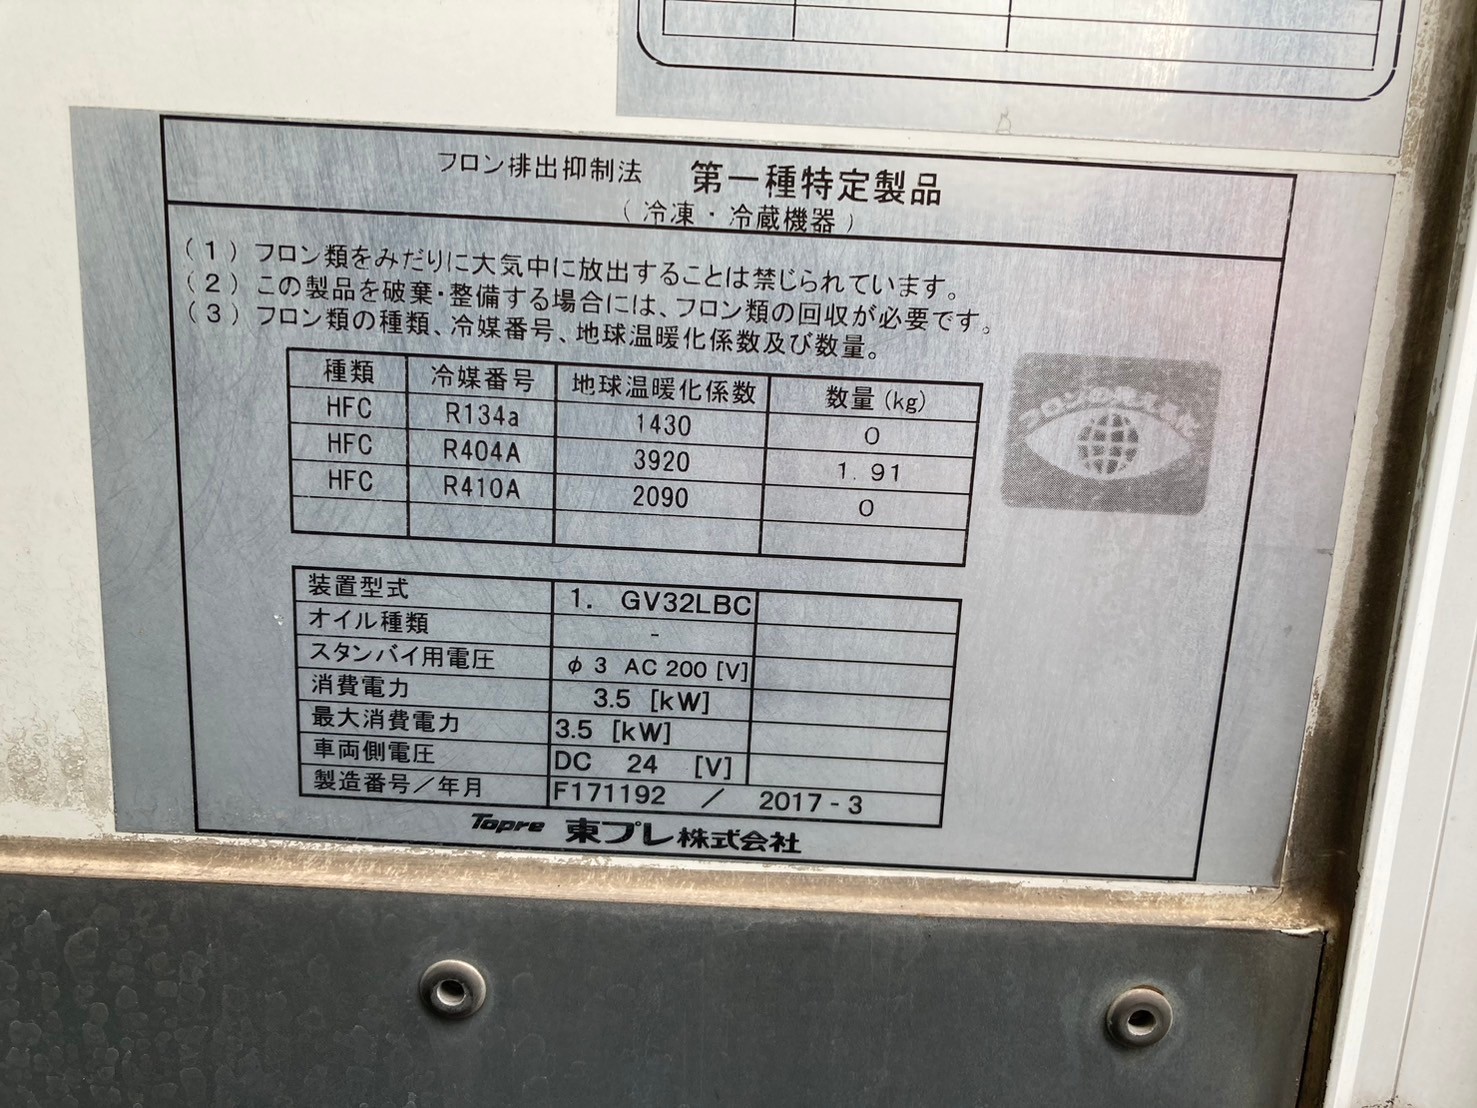 フロン排出抑制法 第一種特定製品
(冷凍・冷蔵機器)
(1)フロン類をみだりに大気中に放出することは禁じられています。
(2)この製品を破棄・整備する場合には、フロン類の回収が必要です。
(3)フロン類の種類、冷媒番号、地球温暖化係数及び数量。
種類 冷媒番号 地球温暖化係数 数量(kg)
HFC R134a 1430 0
HFC R404A 3920 1.91
HFC R410A 2090 0
フロンの見える化
装置型式 1. GV32LBC
オイル種類 -
スタンバイ用電圧 φ3 AC 200 [V]
消費電力 3.5 [kW]
最大消費電力 3.5 [kW]
車両側電圧 DC 24 [V]
製造番号／年月 F171192 ／ 2017-3
Topre 東プレ株式会社